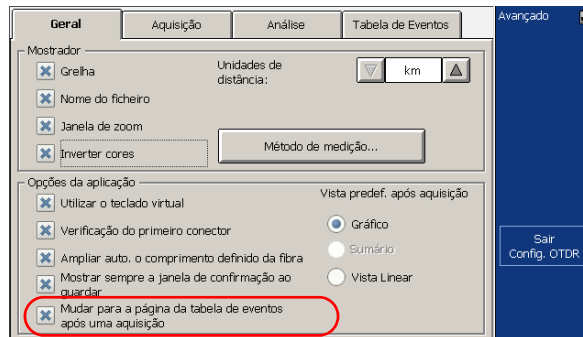 Geral
Aquisição
Análise
Tabela de Eventos
Avançado
Mostrador
Grelha
Unidades de
distância:
km
Nome do ficheiro
Janela de zoom
Inverter cores
Método de medição...
Opções da aplicação
Utilizar o teclado virtual
Verificação do primeiro conector
Ampliar auto. o comprimento definido da fibra
Mostrar sempre a janela de confirmação ao
guardar
Mudar para a página da tabela de eventos
após uma aquisição
Vista predef. após aquisição
Gráfico
Sumário
Vista Linear
Sair
Config. OTDR